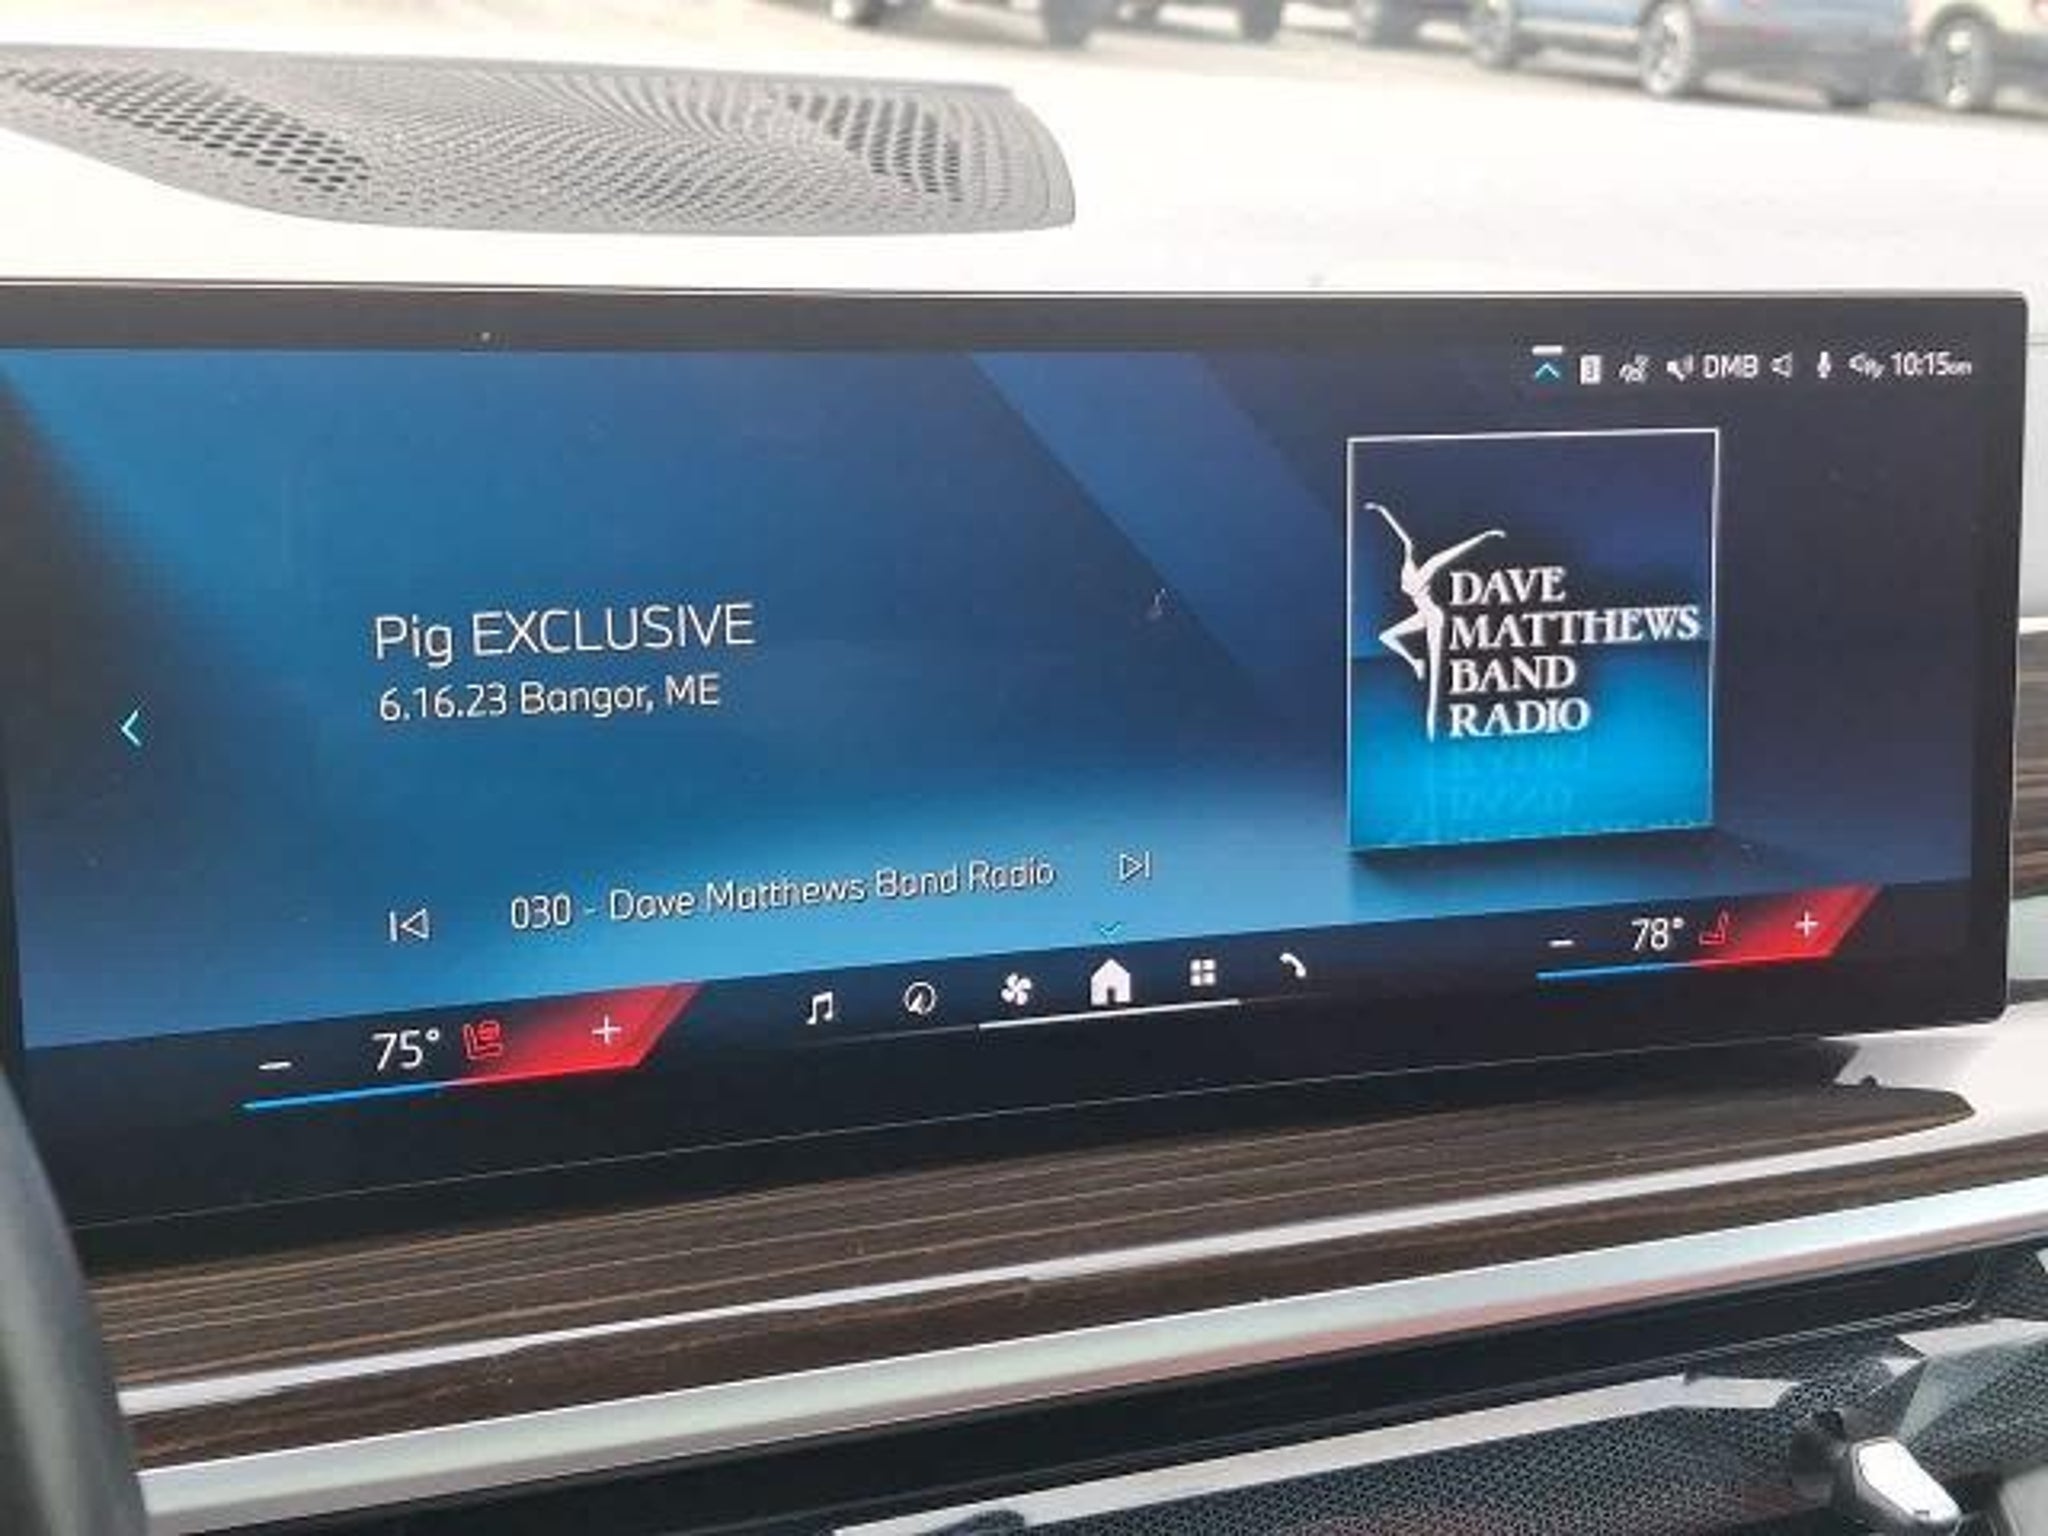 DMB 10:15am
Pig EXCLUSIVE
6.16.23 Bangor, ME
DAVE
MATTHEWS
BAND
RADIO
030 - Dave Matthews Band Radio
75°
78°